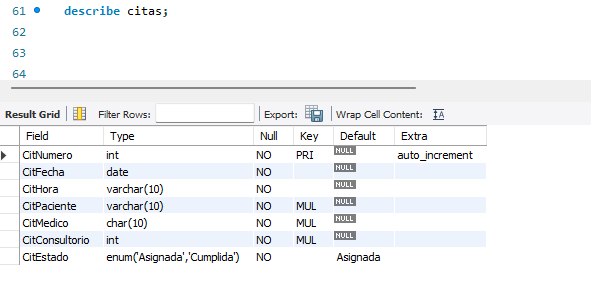 61 describe citas;
62
63
64
Result Grid Filter Rows: Export: Wrap Cell Content: IA
Field Type Null Key Default Extra
CitNumero int NO PRI NULL auto_increment
CitFecha date NO NULL
CitHora varchar(10) NO NULL
CitPaciente varchar(10) NO MUL NULL
CitMedico char(10) NO MUL NULL
CitConsultorio int NO MUL NULL
CitEstado enum('Asignada','Cumplida') NO Asignada